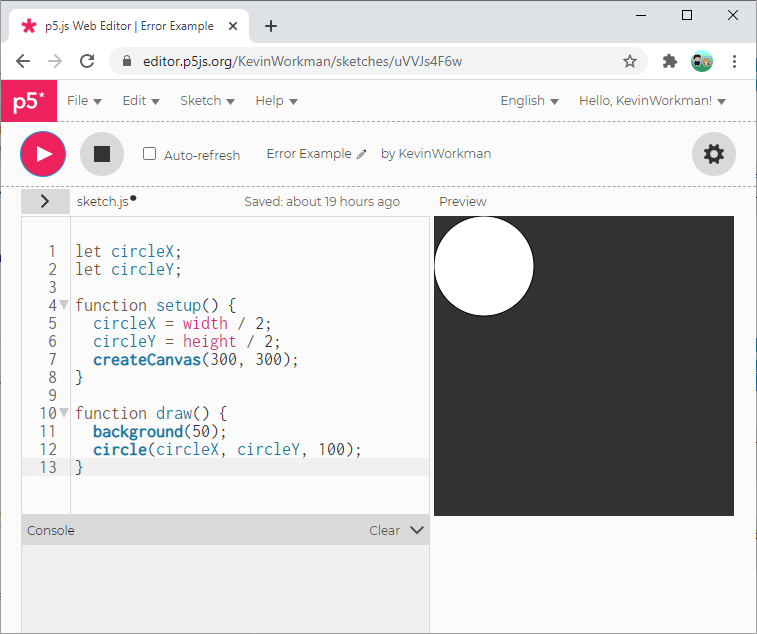 p5.js Web Editor | Error Example
editor.p5js.org/KevinWorkman/sketches/uVVJs4F6w
p5* File Edit Sketch Help English Hello, KevinWorkman!
Auto-refresh Error Example by KevinWorkman
sketch.js Saved: about 19 hours ago Preview
1 let circleX;
2 let circleY;
3
4 function setup() {
5   circleX = width / 2;
6   circleY = height / 2;
7   createCanvas(300, 300);
8 }
9
10 function draw() {
11   background(50);
12   circle(circleX, circleY, 100);
13 }
Console Clear